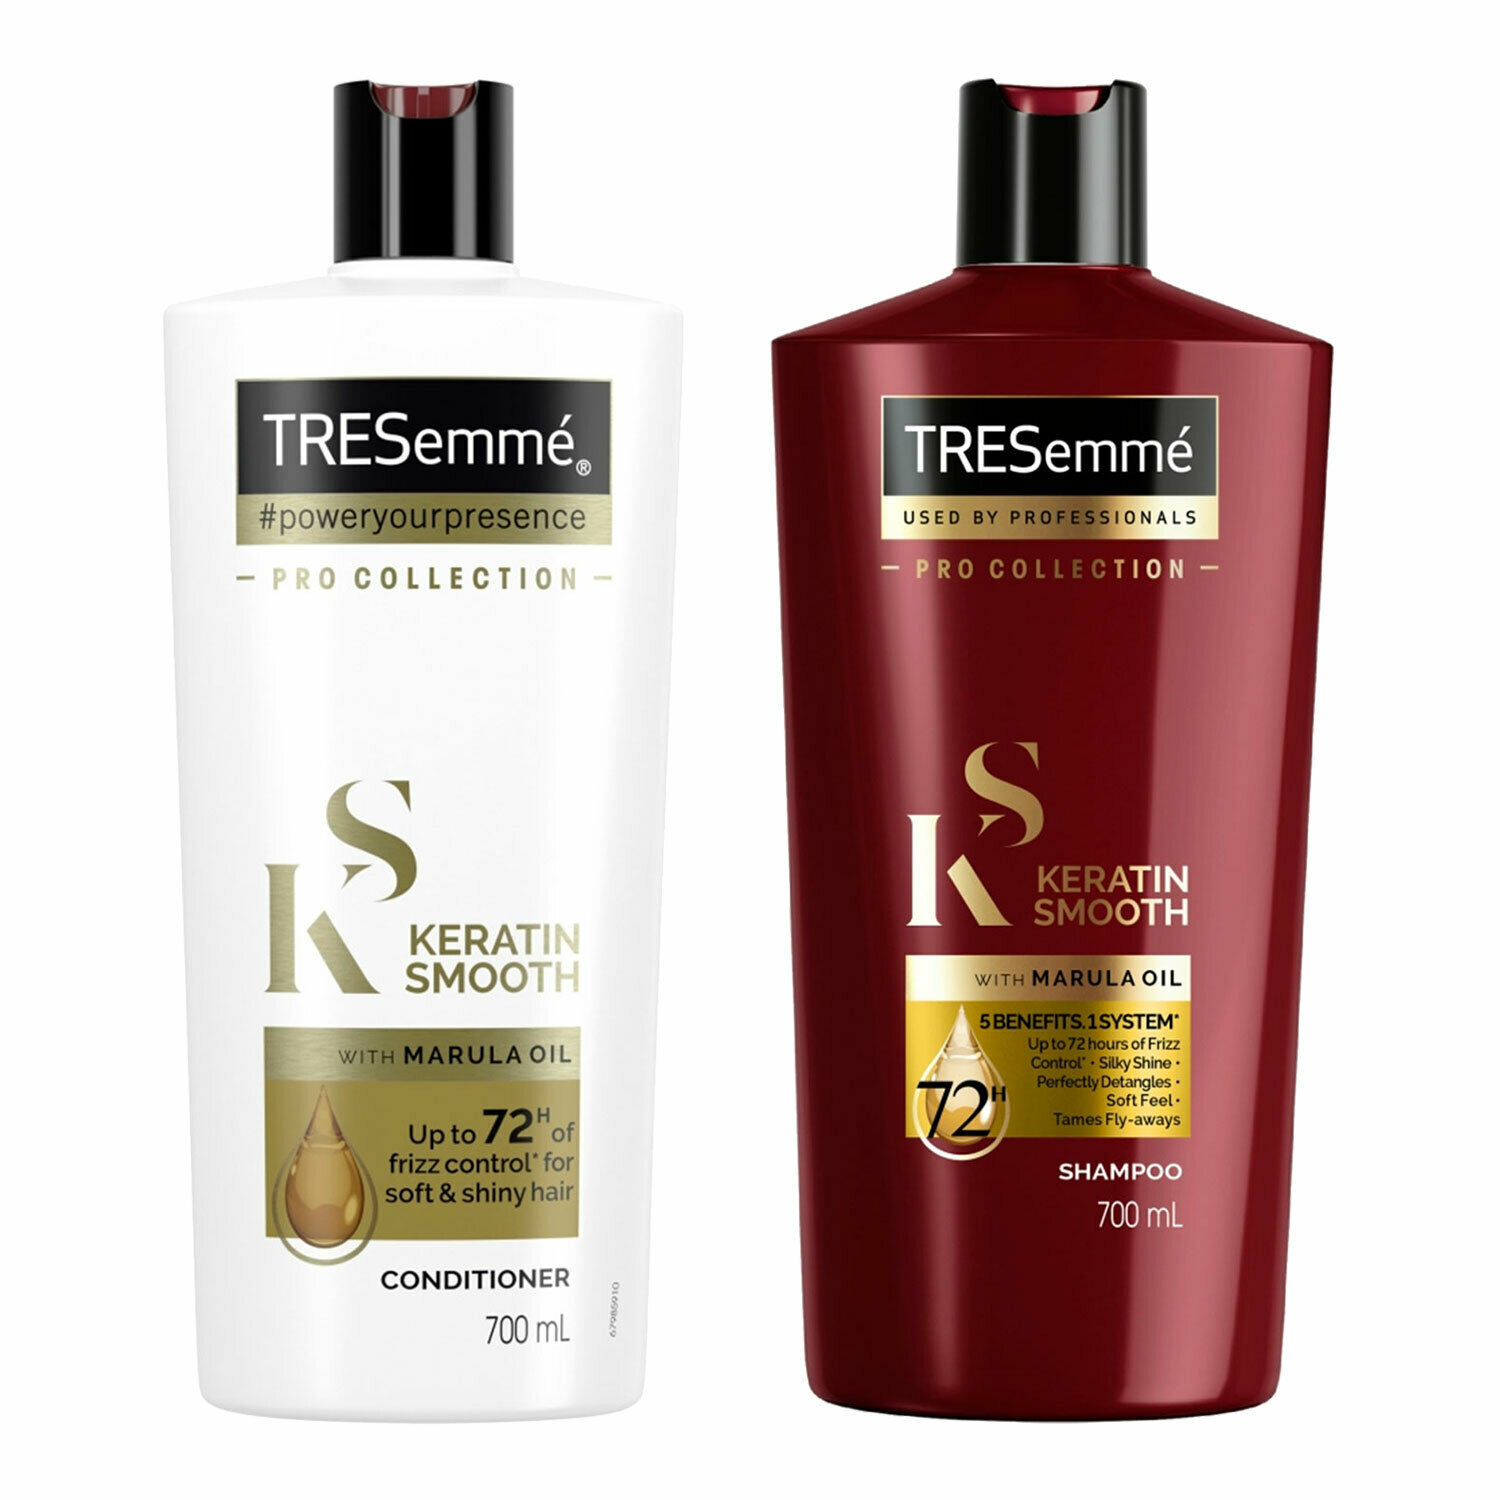 TRESemmé®
#poweryourpresence
– PRO COLLECTION –
KS
KERATIN
SMOOTH
WITH MARULA OIL
Up to 72H of
frizz control* for
soft & shiny hair
CONDITIONER
700 mL
67985910
TRESemmé
USED BY PROFESSIONALS
– PRO COLLECTION –
KS
KERATIN
SMOOTH
WITH MARULA OIL
5 BENEFITS. 1 SYSTEM*
Up to 72 hours of Frizz
Control* • Silky Shine •
Perfectly Detangles •
Soft Feel •
Tames Fly-aways
72H
SHAMPOO
700 mL